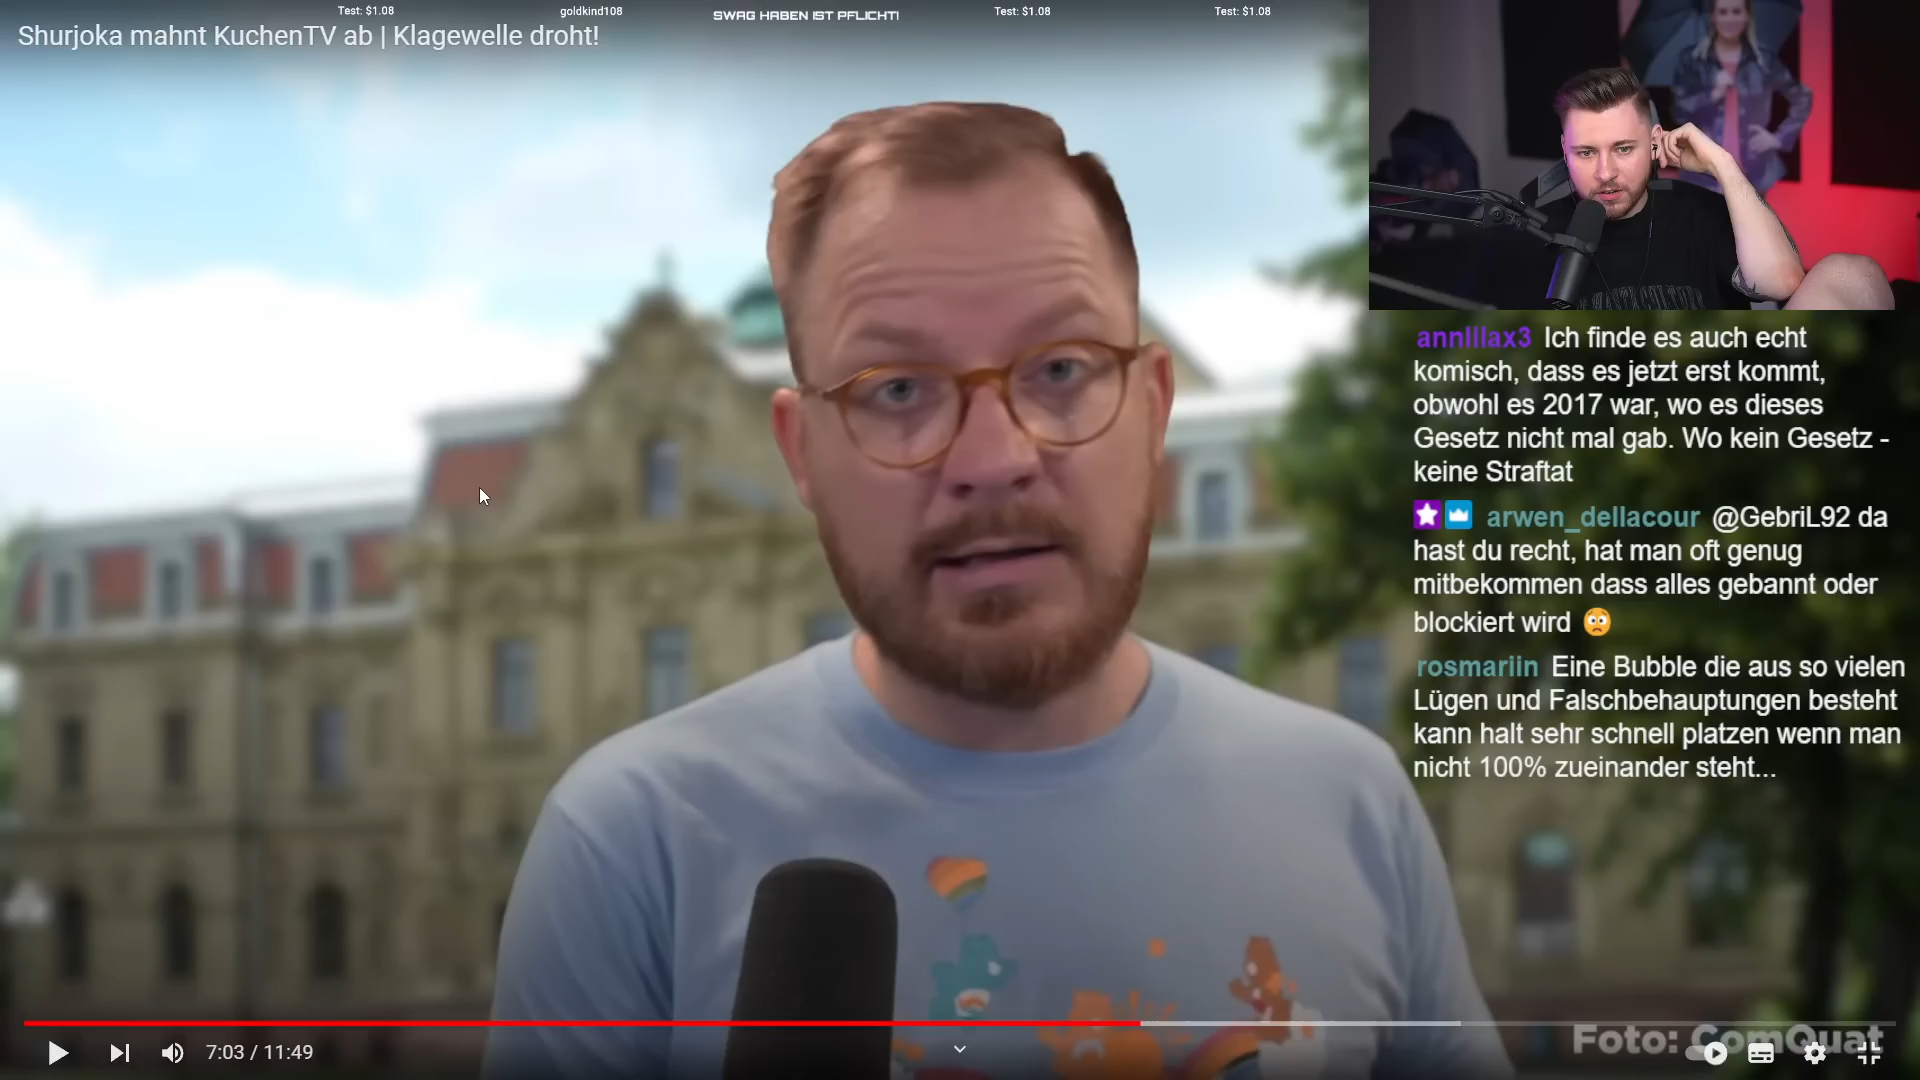 Test: $1.08
goldkind108
SWAG HABEN IST PFLICHT!
Test: $1.08
Test: $1.08
Shurjoka mahnt KuchenTV ab | Klagewelle droht!
annlllax3 Ich finde es auch echt
komisch, dass es jetzt erst kommt,
obwohl es 2017 war, wo es dieses
Gesetz nicht mal gab. Wo kein Gesetz -
keine Straftat
arwen_dellacour @GebriL92 da
hast du recht, hat man oft genug
mitbekommen dass alles gebannt oder
blockiert wird 😳
rosmariin Eine Bubble die aus so vielen
Lügen und Falschbehauptungen besteht
kann halt sehr schnell platzen wenn man
nicht 100% zueinander steht...
Foto: ComQuat
7:03 / 11:49